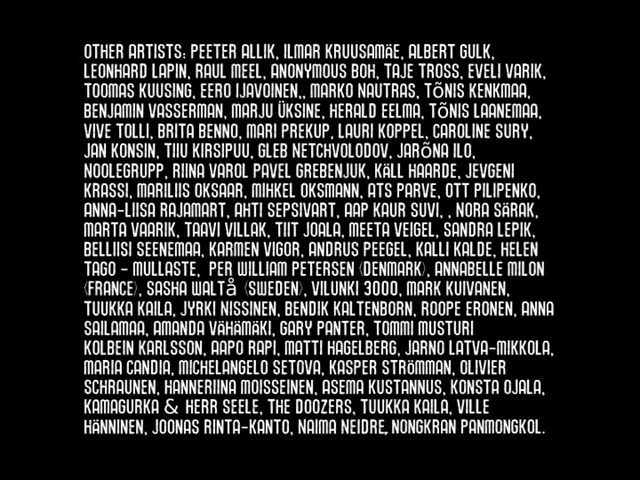 OTHER ARTISTS: PEETER ALLIK, ILMAR KRUUSAMÄE, ALBERT GULK,
LEONHARD LAPIN, RAUL MEEL, ANONYMOUS BOH, TAJE TROSS, EVELI VARIK,
TOOMAS KUUSING, EERO IJAVOINEN,, MARKO NAUTRAS, TÕNIS KENKMAA,
BENJAMIN VASSERMAN, MARJU ÜKSINE, HERALD EELMA, TÕNIS LAANEMAA,
VIVE TOLLI, BRITA BENNO, MARI PREKUP, LAURI KOPPEL, CAROLINE SURY,
JAN KONSIN, TIIU KIRSIPUU, GLEB NETCHVOLODOV, JARÕNA ILO,
NOOLEGRUPP, RIINA VAROL PAVEL GREBENJUK, KÄLL HAARDE, JEVGENI
KRASSI, MARILIIS OKSAAR, MIHKEL OKSMANN, ATS PARVE, OTT PILIPENKO,
ANNA-LIISA RAJAMART, AHTI SEPSIVART, AAP KAUR SUVI, , NORA SÄRAK,
MARTA VAARIK, TAAVI VILLAK, TIIT JOALA, MEETA VEIGEL, SANDRA LEPIK,
BELLIISI SEENEMAA, KARMEN VIGOR, ANDRUS PEEGEL, KALLI KALDE, HELEN
TAGO - MULLASTE,  PER WILLIAM PETERSEN (DENMARK), ANNABELLE MILON
(FRANCE), SASHA WALTÅ (SWEDEN), VILUNKI 3000, MARK KUIVANEN,
TUUKKA KAILA, JYRKI NISSINEN, BENDIK KALTENBORN, ROOPE ERONEN, ANNA
SAILAMAA, AMANDA VÄHÄMÄKI, GARY PANTER, TOMMI MUSTURI
KOLBEIN KARLSSON, AAPO RAPI, MATTI HAGELBERG, JARNO LATVA-MIKKOLA,
MARIA CANDIA, MICHELANGELO SETOVA, KASPER STRÖMMAN, OLIVIER
SCHRAUNEN, HANNERIINA MOISSEINEN, ASEMA KUSTANNUS, KONSTA OJALA,
KAMAGURKA & HERR SEELE, THE DOOZERS, TUUKKA KAILA, VILLE
HÄNNINEN, JOONAS RINTA-KANTO, NAIMA NEIDRE, NONGKRAN PANMONGKOL.